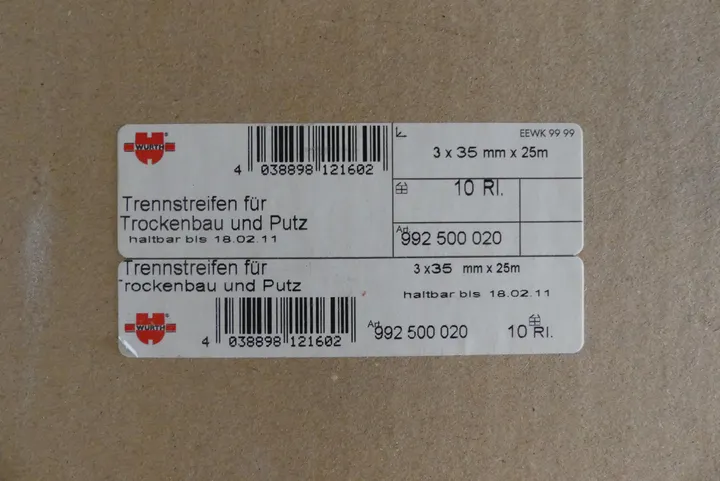 WÜRTH
4 038898 121602
EEWK 99 99
3 x 35 mm x 25m
10 Rl.
Trennstreifen für
Trockenbau und Putz
haltbar bis 18.02.11
Art.
992 500 020
Trennstreifen für
Trockenbau und Putz
3 x35 mm x 25m
haltbar bis 18.02.11
WÜRTH
4 038898 121602
Art.
992 500 020
10 Rl.